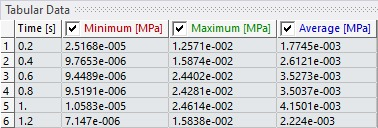 Tabular Data
Time [s] Minimum [MPa] Maximum [MPa] Average [MPa]
1 0.2 2.5168e-005 1.2571e-002 1.7745e-003
2 0.4 9.7653e-006 1.5874e-002 2.6121e-003
3 0.6 9.4489e-006 2.4402e-002 3.5273e-003
4 0.8 9.5191e-006 2.4281e-002 3.5037e-003
5 1. 1.0583e-005 2.4614e-002 4.1501e-003
6 1.2 7.147e-006 1.5838e-002 2.224e-003